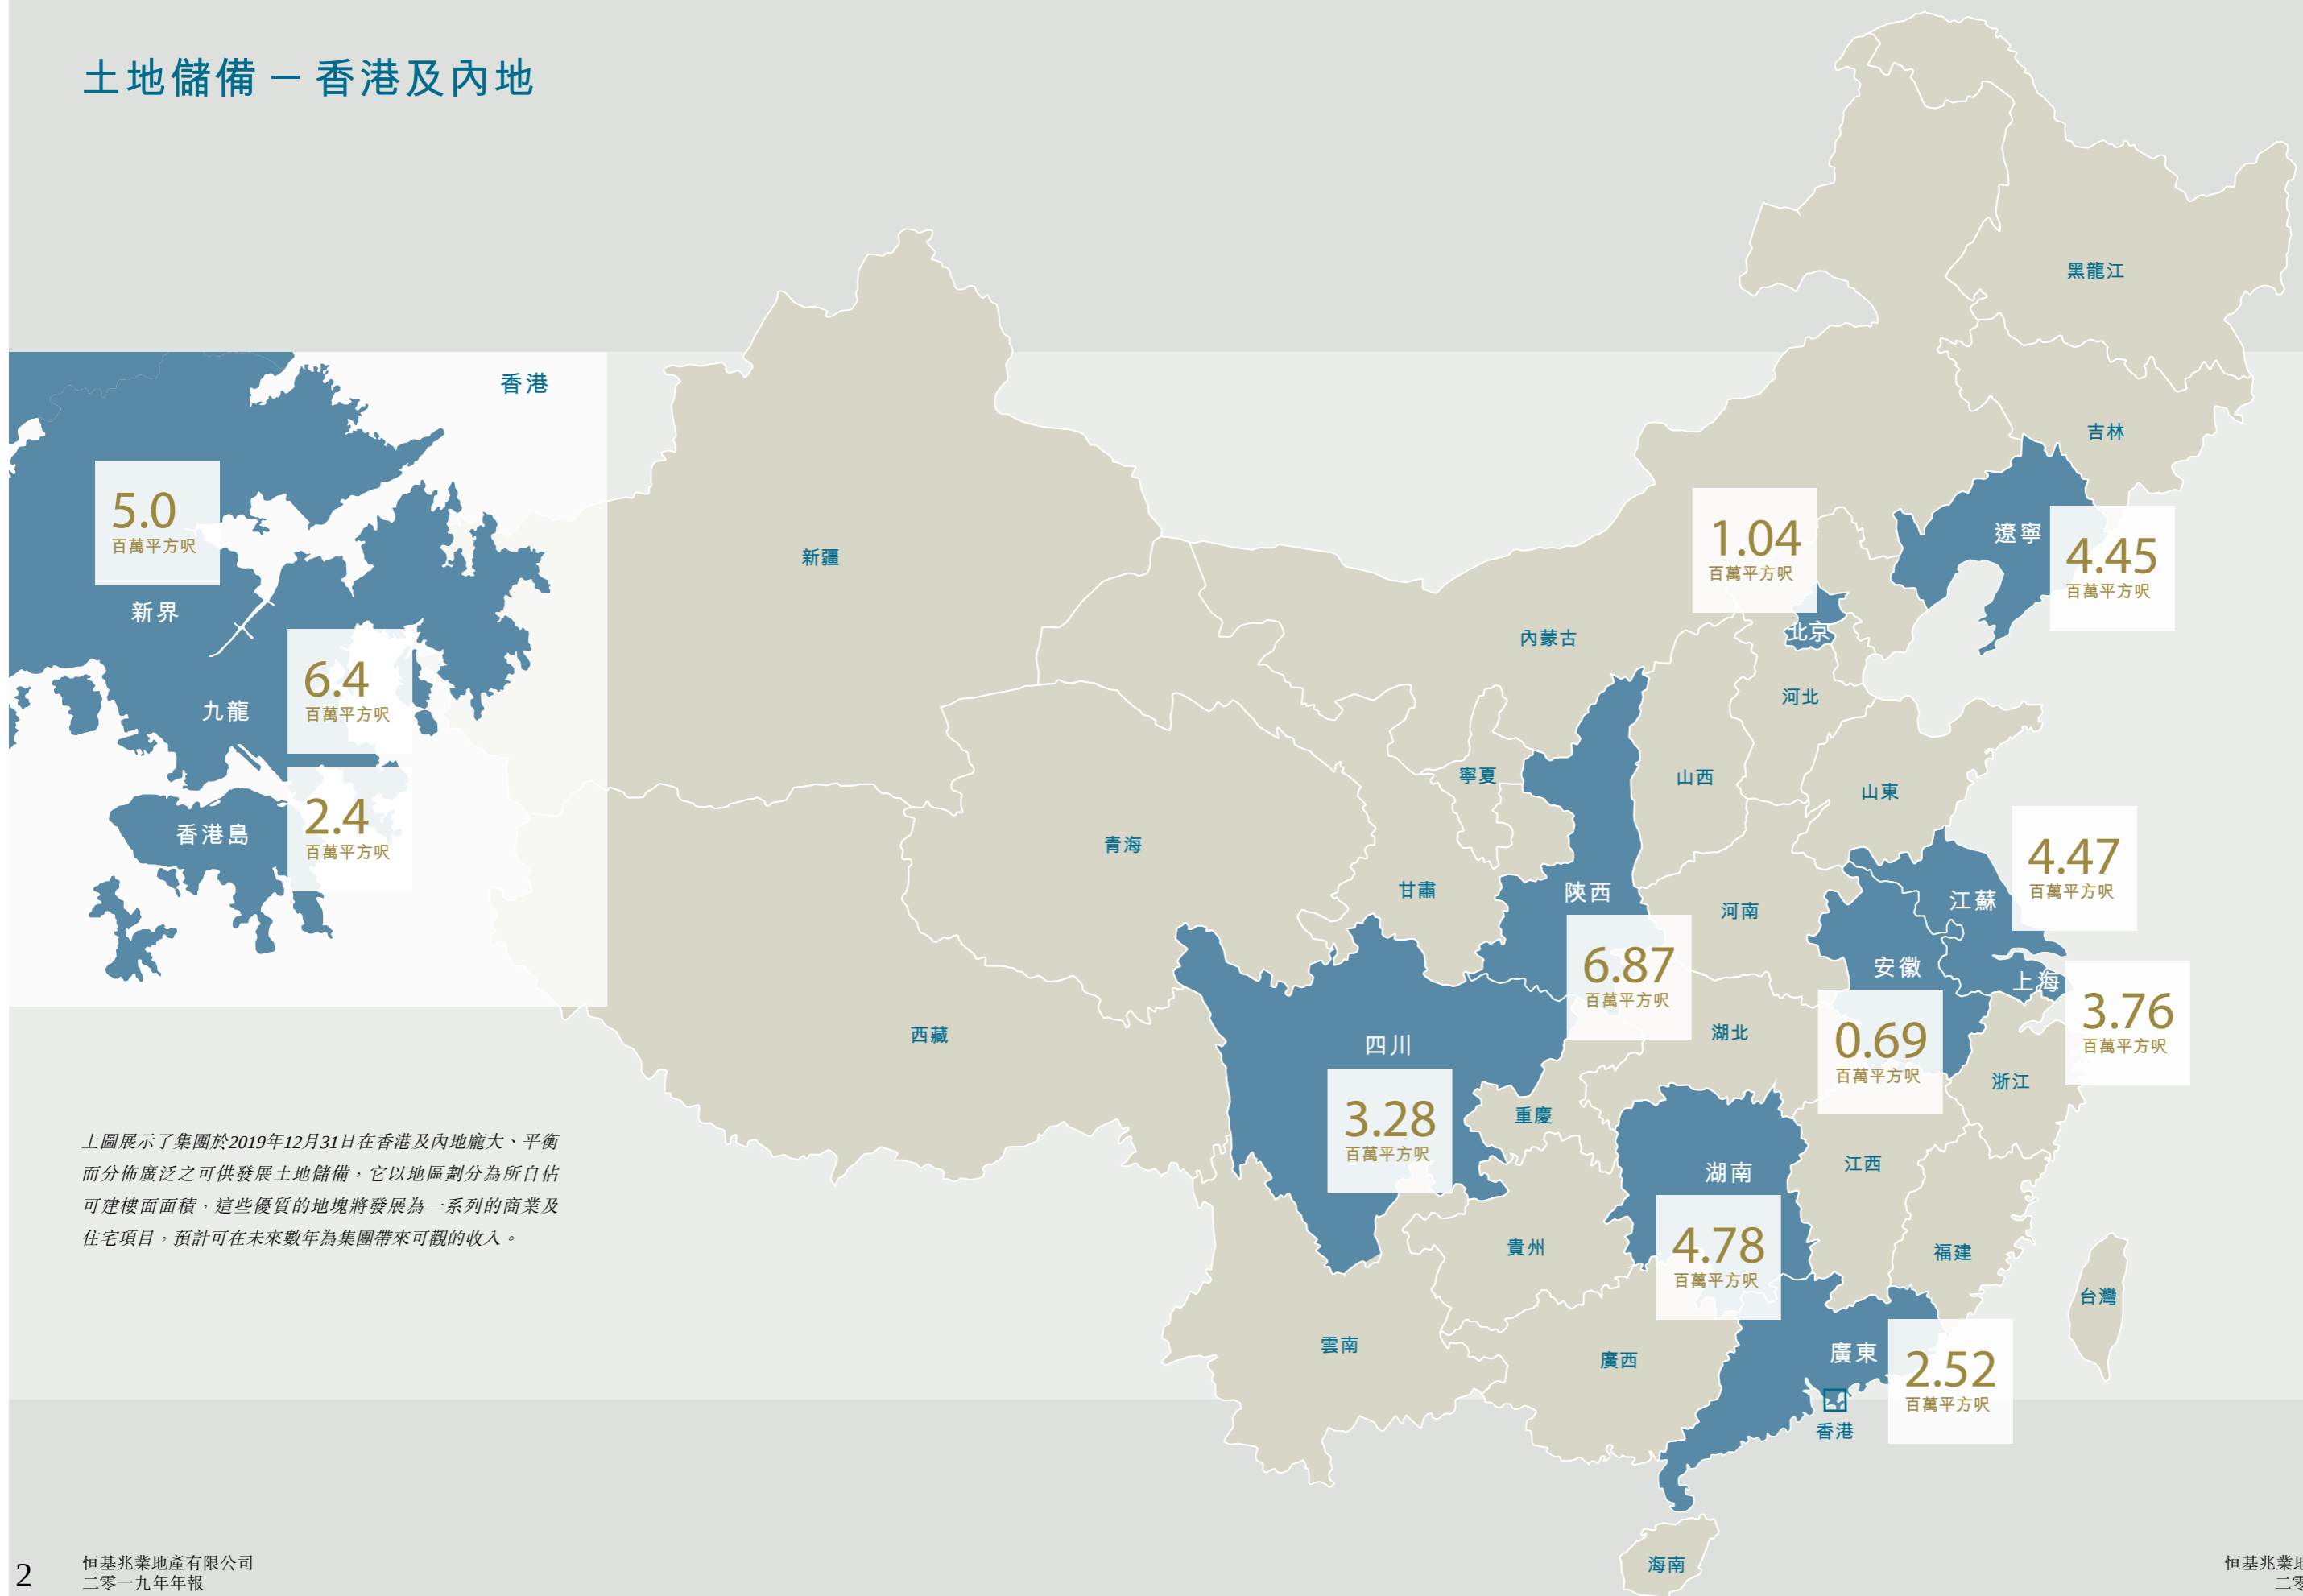 土地儲備 — 香港及內地
香港
5.0
百萬平方呎
新界
6.4
百萬平方呎
九龍
2.4
百萬平方呎
香港島
黑龍江
吉林
遼寧
4.45
百萬平方呎
1.04
百萬平方呎
北京
新疆
內蒙古
河北
寧夏
山西
山東
青海
甘肅
陝西
6.87
百萬平方呎
河南
4.47
百萬平方呎
江蘇
安徽
0.69
百萬平方呎
上海
3.76
百萬平方呎
西藏
四川
3.28
百萬平方呎
湖北
浙江
重慶
湖南
4.78
百萬平方呎
江西
貴州
福建
台灣
雲南
廣西
廣東
2.52
百萬平方呎
香港
海南
上圖展示了集團於2019年12月31日在香港及內地龐大、平衡
而分佈廣泛之可供發展土地儲備，它以地區劃分為所自佔
可建樓面面積，這些優質的地塊將發展為一系列的商業及
住宅項目，預計可在未來數年為集團帶來可觀的收入。
2
恒基兆業地產有限公司
二零一九年年報
恒基兆業
二